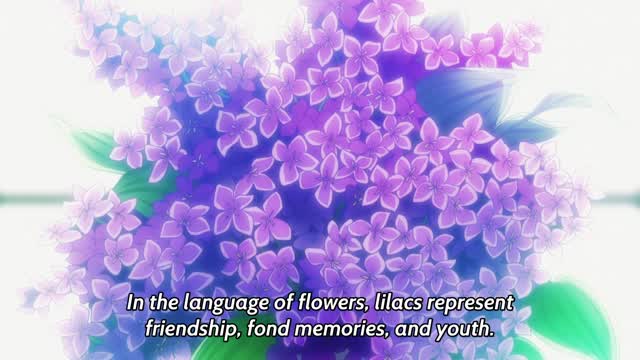 In the language of flowers, lilacs represent
friendship, fond memories, and youth.